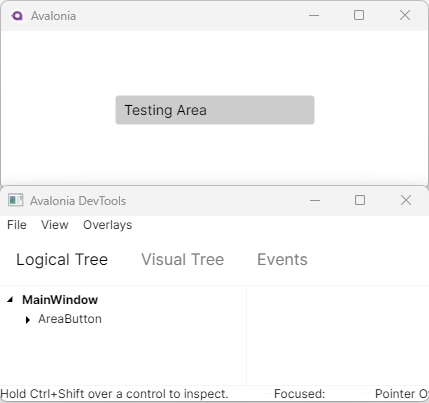 Avalonia
Testing Area
Avalonia DevTools
File View Overlays
Logical Tree Visual Tree Events
MainWindow
AreaButton
Hold Ctrl+Shift over a control to inspect. Focused: Pointer O